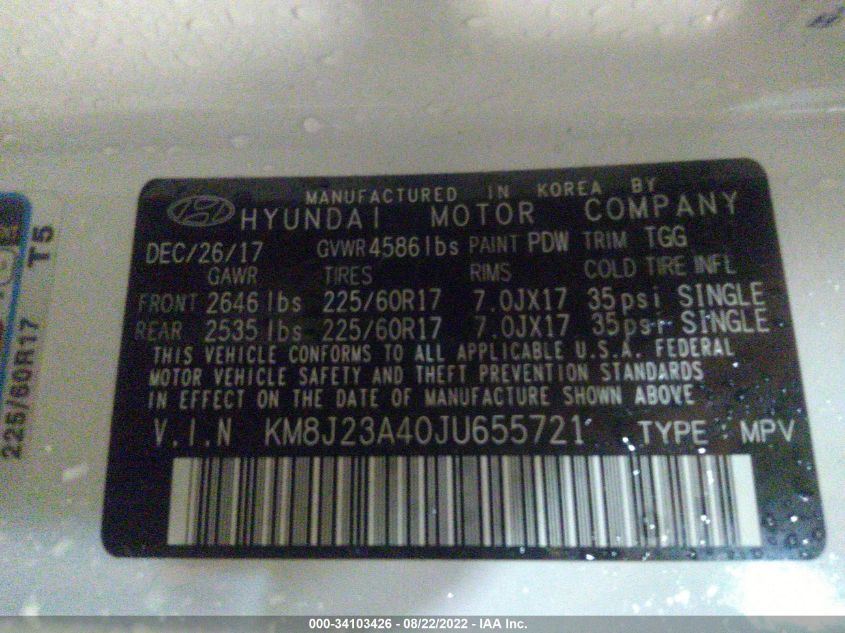 MANUFACTURED IN KOREA BY
HYUNDAI MOTOR COMPANY
DEC/26/17 GVWR 4586 lbs PAINT PDW TRIM TGG
GAWR TIRES RIMS COLD TIRE INFL
FRONT 2646 lbs 225/60R17 7.0JX17 35psi SINGLE
REAR 2535 lbs 225/60R17 7.0JX17 35psi SINGLE
THIS VEHICLE CONFORMS TO ALL APPLICABLE U.S.A. FEDERAL
MOTOR VEHICLE SAFETY AND THEFT PREVENTION STANDARDS
IN EFFECT ON THE DATE OF MANUFACTURE SHOWN ABOVE
V.I.N KM8J23A40JU655721 TYPE MPV
225/60R17 T5
000-34103426 - 08/22/2022 - IAA Inc.